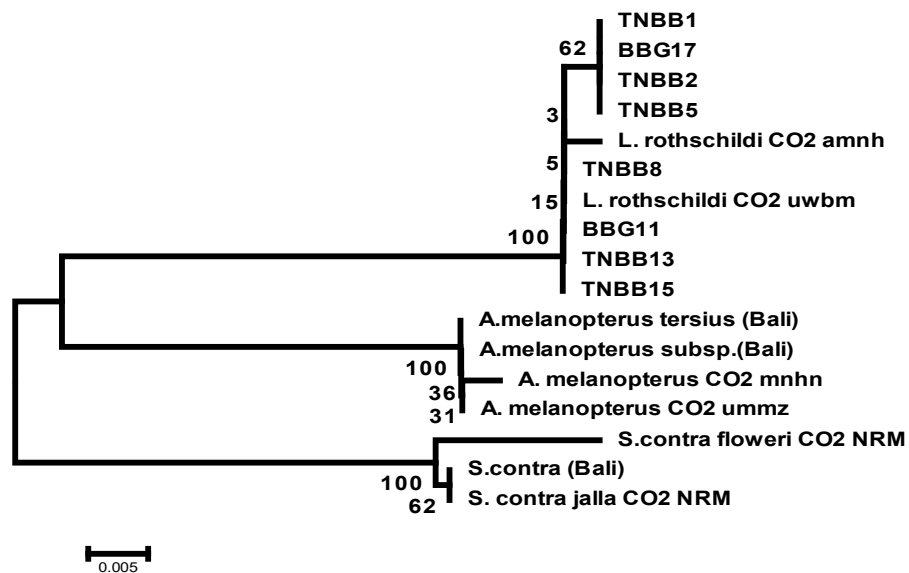 TNBB1
62
BBG17
TNBB2
TNBB5
3
L. rothschildi CO2 amnh
5
TNBB8
15
L. rothschildi CO2 uwbm
BBG11
100
TNBB13
TNBB15
A.melanopterus tersius (Bali)
A.melanopterus subsp.(Bali)
100
A. melanopterus CO2 mnhn
36
A. melanopterus CO2 ummz
31
S.contra floweri CO2 NRM
S.contra (Bali)
100
S. contra jalla CO2 NRM
62
0.005